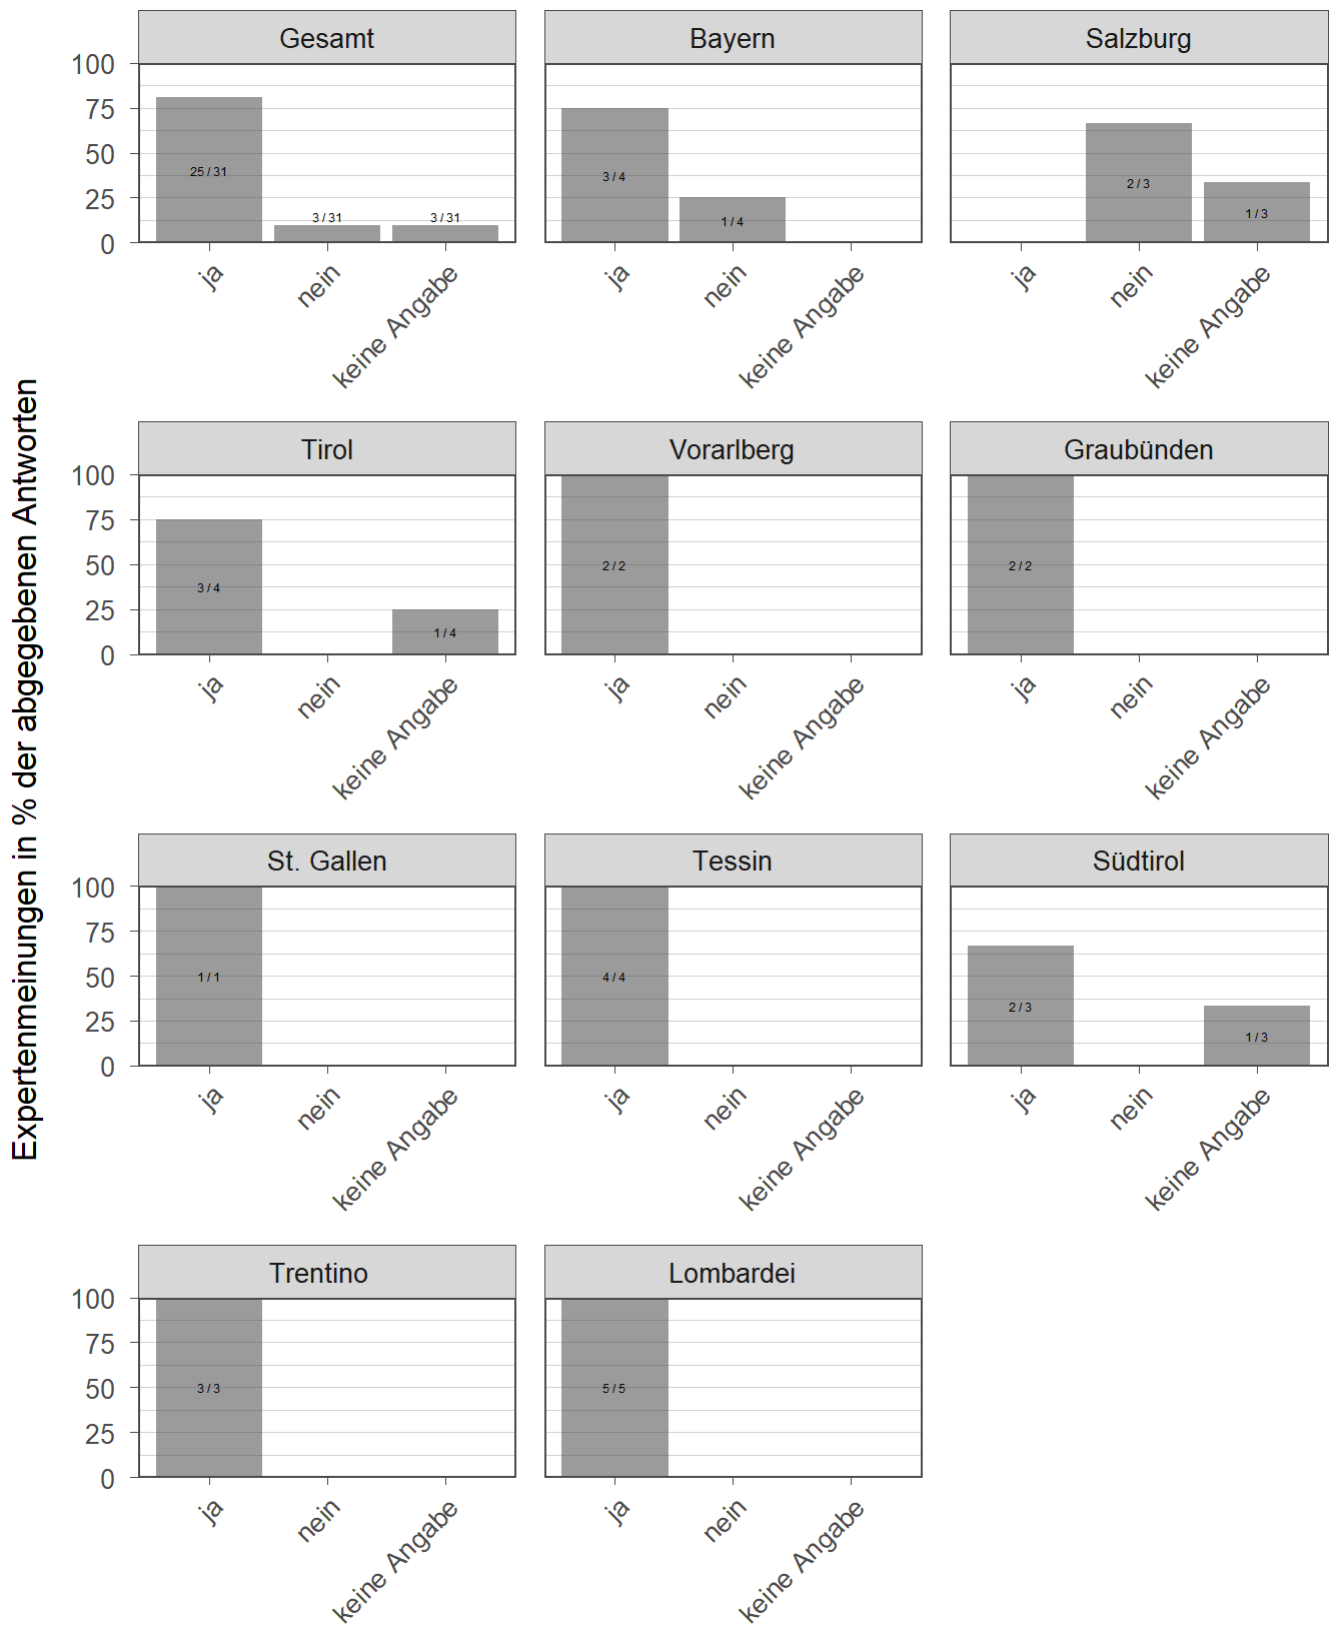 Expertenmeinungen in % der abgegebenen Antworten
Gesamt
100
75
50
25
0
25 / 31
3 / 31
3 / 31
ja
nein
keine Angabe
Bayern
3 / 4
1 / 4
ja
nein
keine Angabe
Salzburg
2 / 3
1 / 3
ja
nein
keine Angabe
Tirol
100
75
50
25
0
3 / 4
1 / 4
ja
nein
keine Angabe
Vorarlberg
2 / 2
ja
nein
keine Angabe
Graubünden
2 / 2
ja
nein
keine Angabe
St. Gallen
100
75
50
25
0
1 / 1
ja
nein
keine Angabe
Tessin
4 / 4
ja
nein
keine Angabe
Südtirol
2 / 3
1 / 3
ja
nein
keine Angabe
Trentino
100
75
50
25
0
3 / 3
ja
nein
keine Angabe
Lombardei
5 / 5
ja
nein
keine Angabe